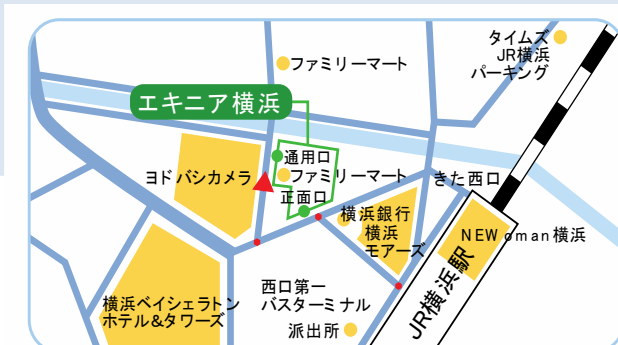 タイムズ
JR横浜
パーキング
ファミリーマート
エキニア横浜
通用口
ファミリーマート
正面口
ヨドバシカメラ
きた西口
横浜銀行
横浜
モアーズ
NEWoman横浜
JR横浜駅
西口第一
バスターミナル
派出所
横浜ベイシェラトン
ホテル&タワーズ